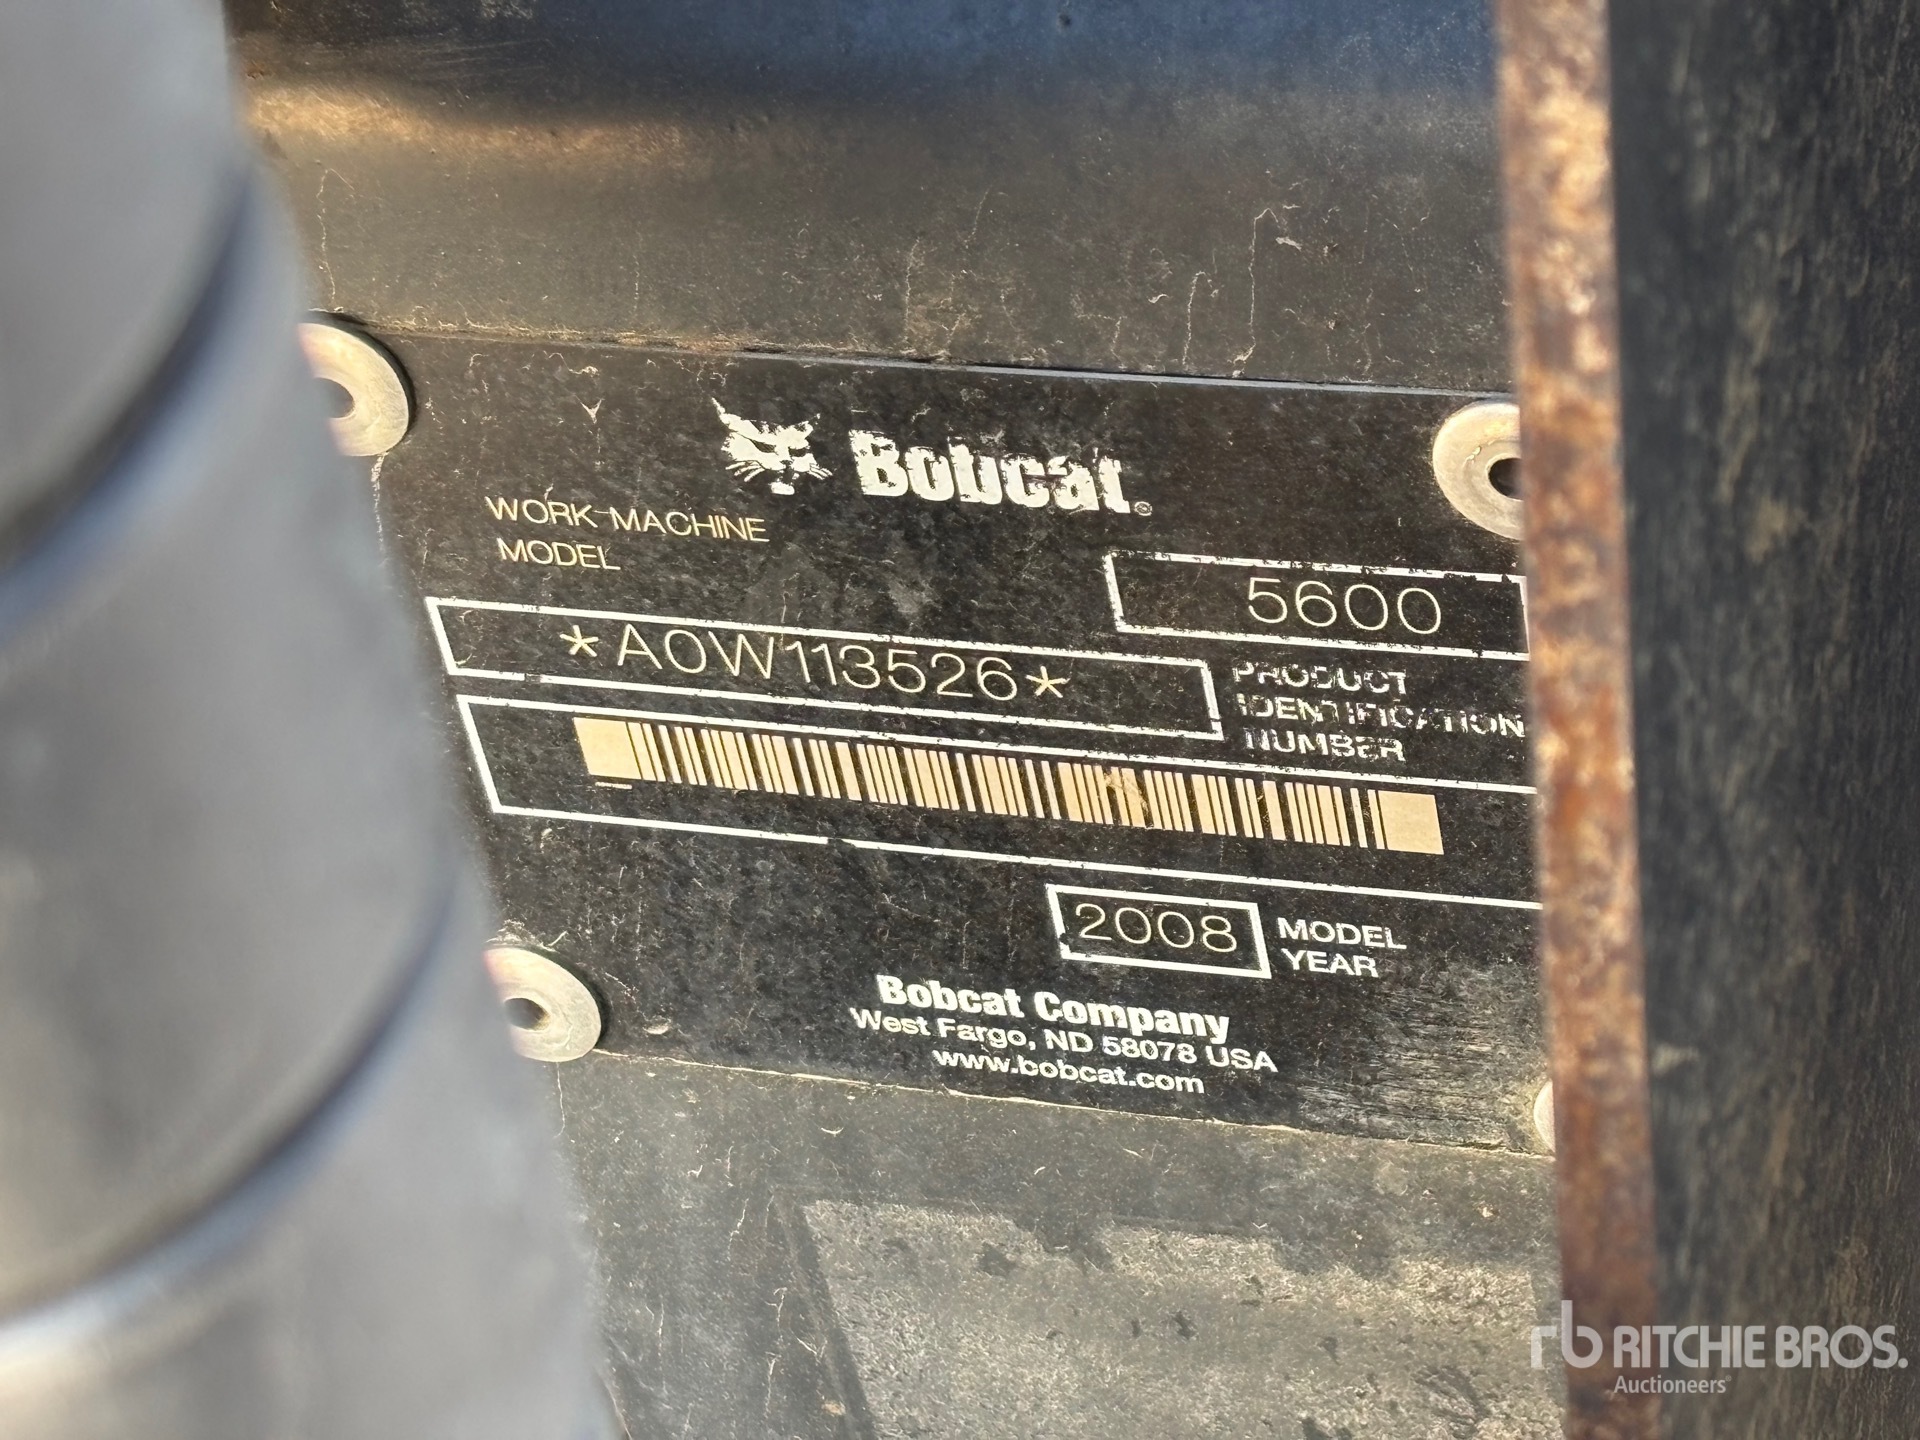 Bobcat®
WORK MACHINE
MODEL
5600
*A0W113526*
PRODUCT
IDENTIFICATION
NUMBER
2008
MODEL
YEAR
Bobcat Company
West Fargo, ND 58078 USA
www.bobcat.com
rb RITCHIE BROS.
Auctioneers